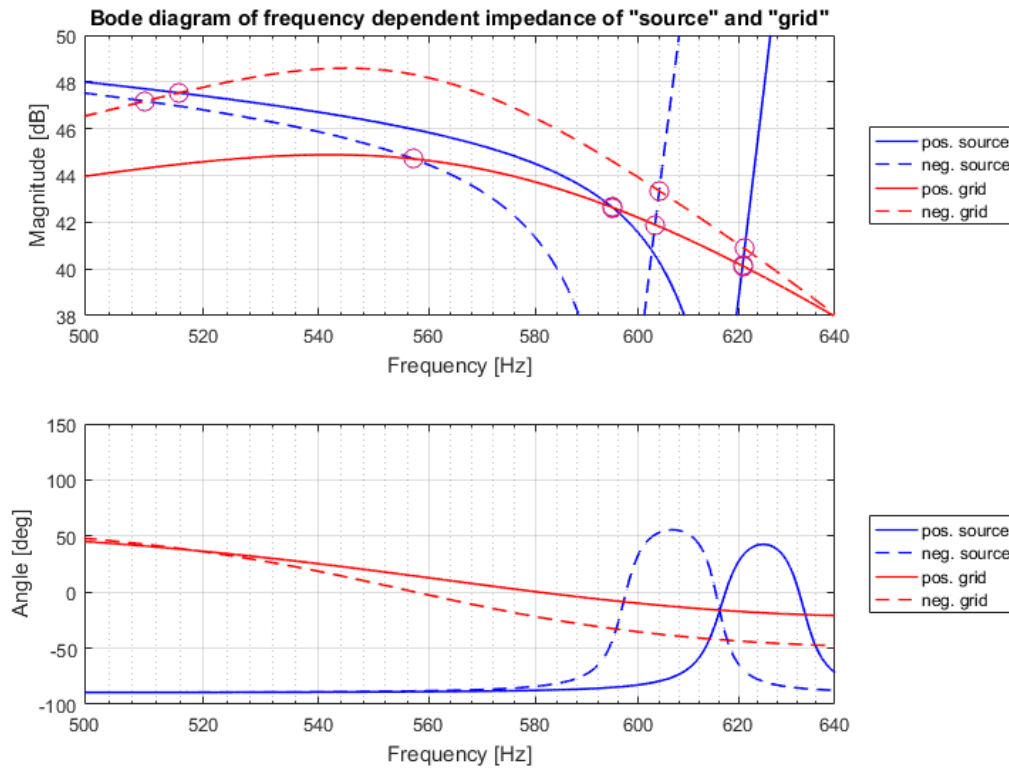 Bode diagram of frequency dependent impedance of "source" and "grid"
50
48
46
44
42
40
38
Magnitude [dB]
500
520
540
560
580
600
620
640
Frequency [Hz]
pos. source
neg. source
pos. grid
neg. grid
150
100
50
0
-50
-100
Angle [deg]
500
520
540
560
580
600
620
640
Frequency [Hz]
pos. source
neg. source
pos. grid
neg. grid